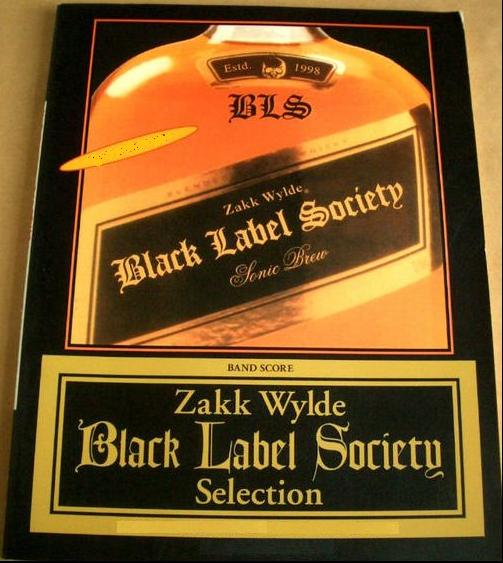 Estd. 1998
BLS
Zakk Wylde
Black Label Society
Sonic Brew
BAND SCORE
Zakk Wylde
Black Label Society
Selection